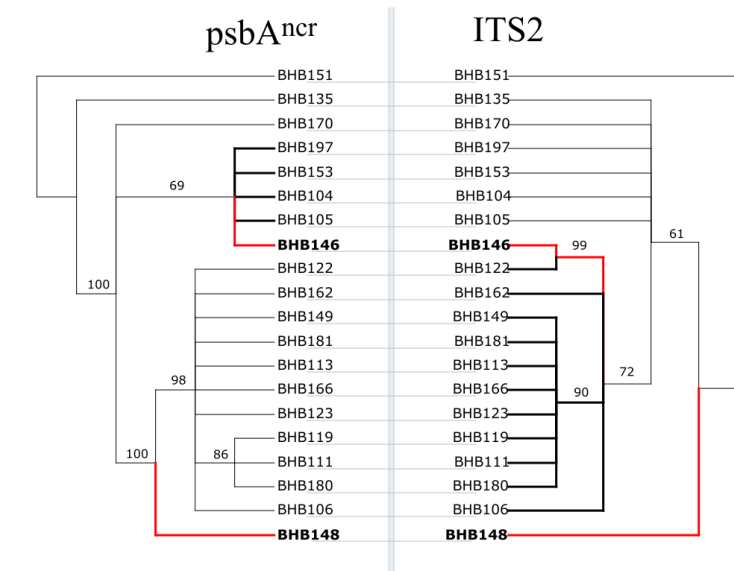 psbAncr ITS2
BHB151 BHB151
BHB135 BHB135
BHB170 BHB170
BHB197 BHB197
BHB153 BHB153
69
BHB104 BHB104
BHB105 BHB105
61
BHB146 BHB146 99
BHB122 BHB122
100
BHB162 BHB162
BHB149 BHB149
BHB181 BHB181
BHB113 BHB113
72
98
BHB166 BHB166 90
BHB123 BHB123
BHB119 BHB119
100 86
BHB111 BHB111
BHB180 BHB180
BHB106 BHB106
BHB148 BHB148